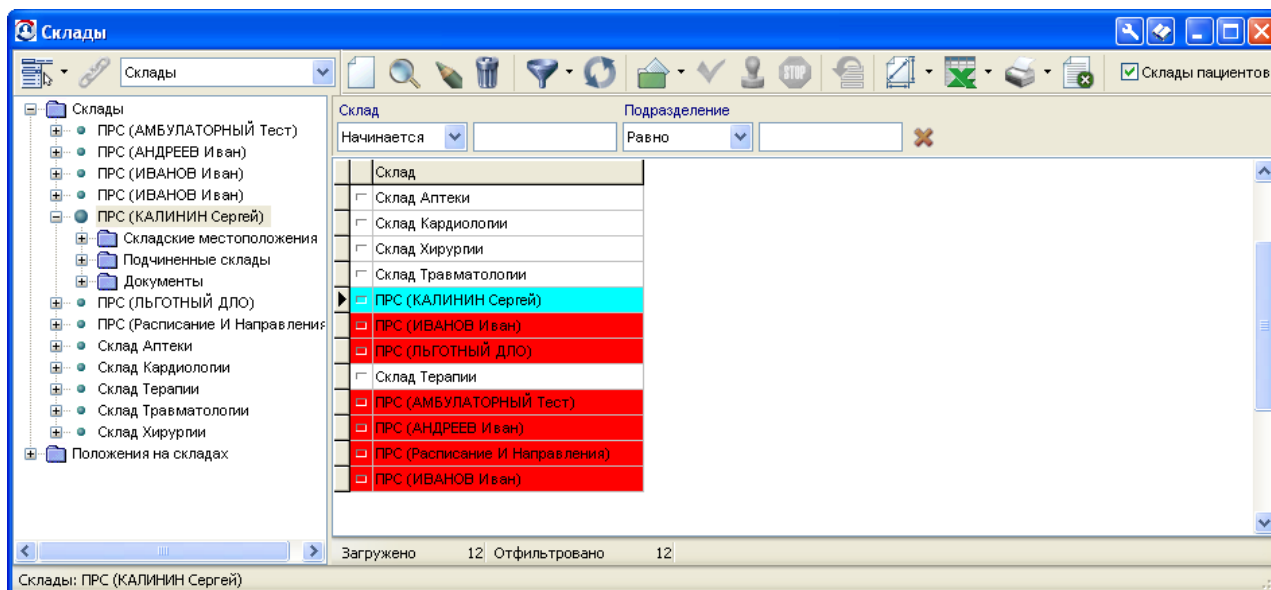 Склады
Склады
STOP
Склады пациентов
Склады
ПРС (АМБУЛАТОРНЫЙ Тест)
ПРС (АНДРЕЕВ Иван)
ПРС (ИВАНОВ Иван)
ПРС (ИВАНОВ Иван)
ПРС (КАЛИНИН Сергей)
Складские местоположения
Подчиненные склады
Документы
ПРС (ЛЬГОТНЫЙ ДЛО)
ПРС (Расписание И Направления
Склад Аптеки
Склад Кардиологии
Склад Терапии
Склад Травматологии
Склад Хирургии
Положения на складах
Склад Подразделение
Начинается Равно
Склад
Склад Аптеки
Склад Кардиологии
Склад Хирургии
Склад Травматологии
ПРС (КАЛИНИН Сергей)
ПРС (ИВАНОВ Иван)
ПРС (ЛЬГОТНЫЙ ДЛО)
Склад Терапии
ПРС (АМБУЛАТОРНЫЙ Тест)
ПРС (АНДРЕЕВ Иван)
ПРС (Расписание И Направления)
ПРС (ИВАНОВ Иван)
Загружено 12 Отфильтровано 12
Склады: ПРС (КАЛИНИН Сергей)